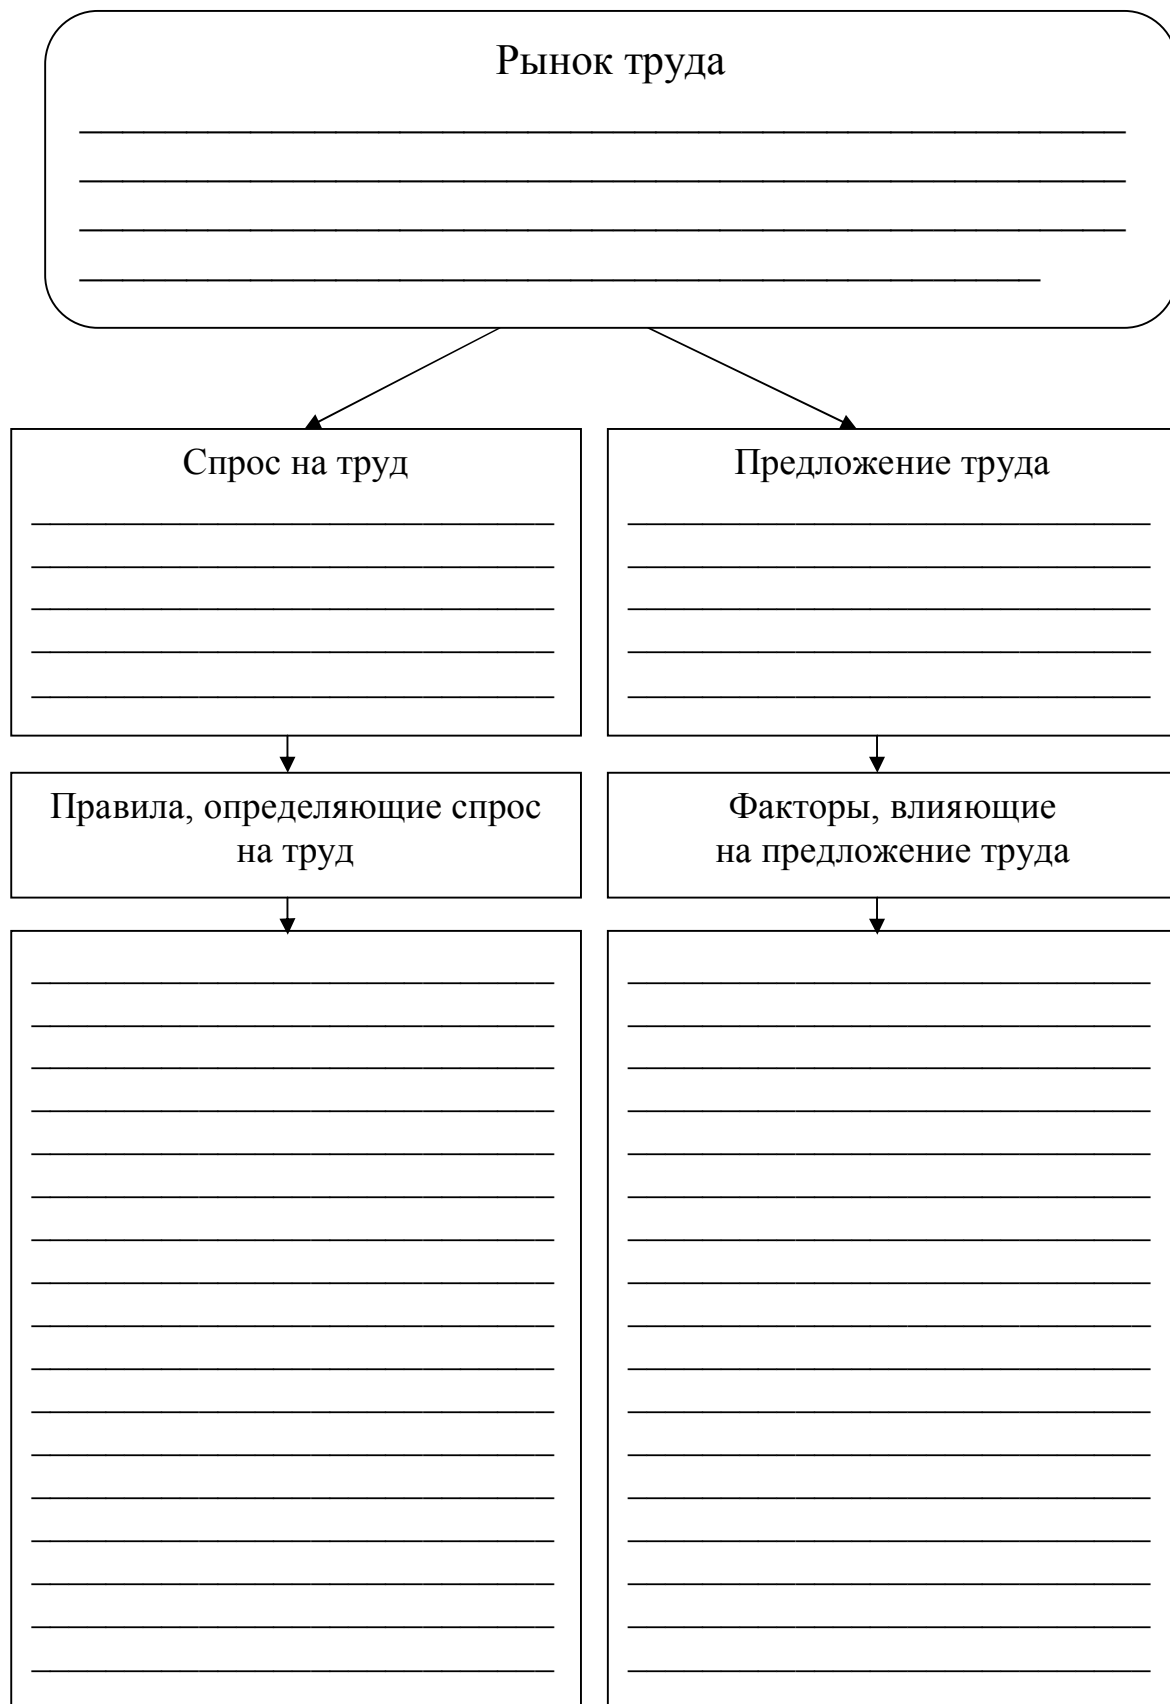 Рынок труда
Спрос на труд
Предложение труда
Правила, определяющие спрос
на труд
Факторы, влияющие
на предложение труда